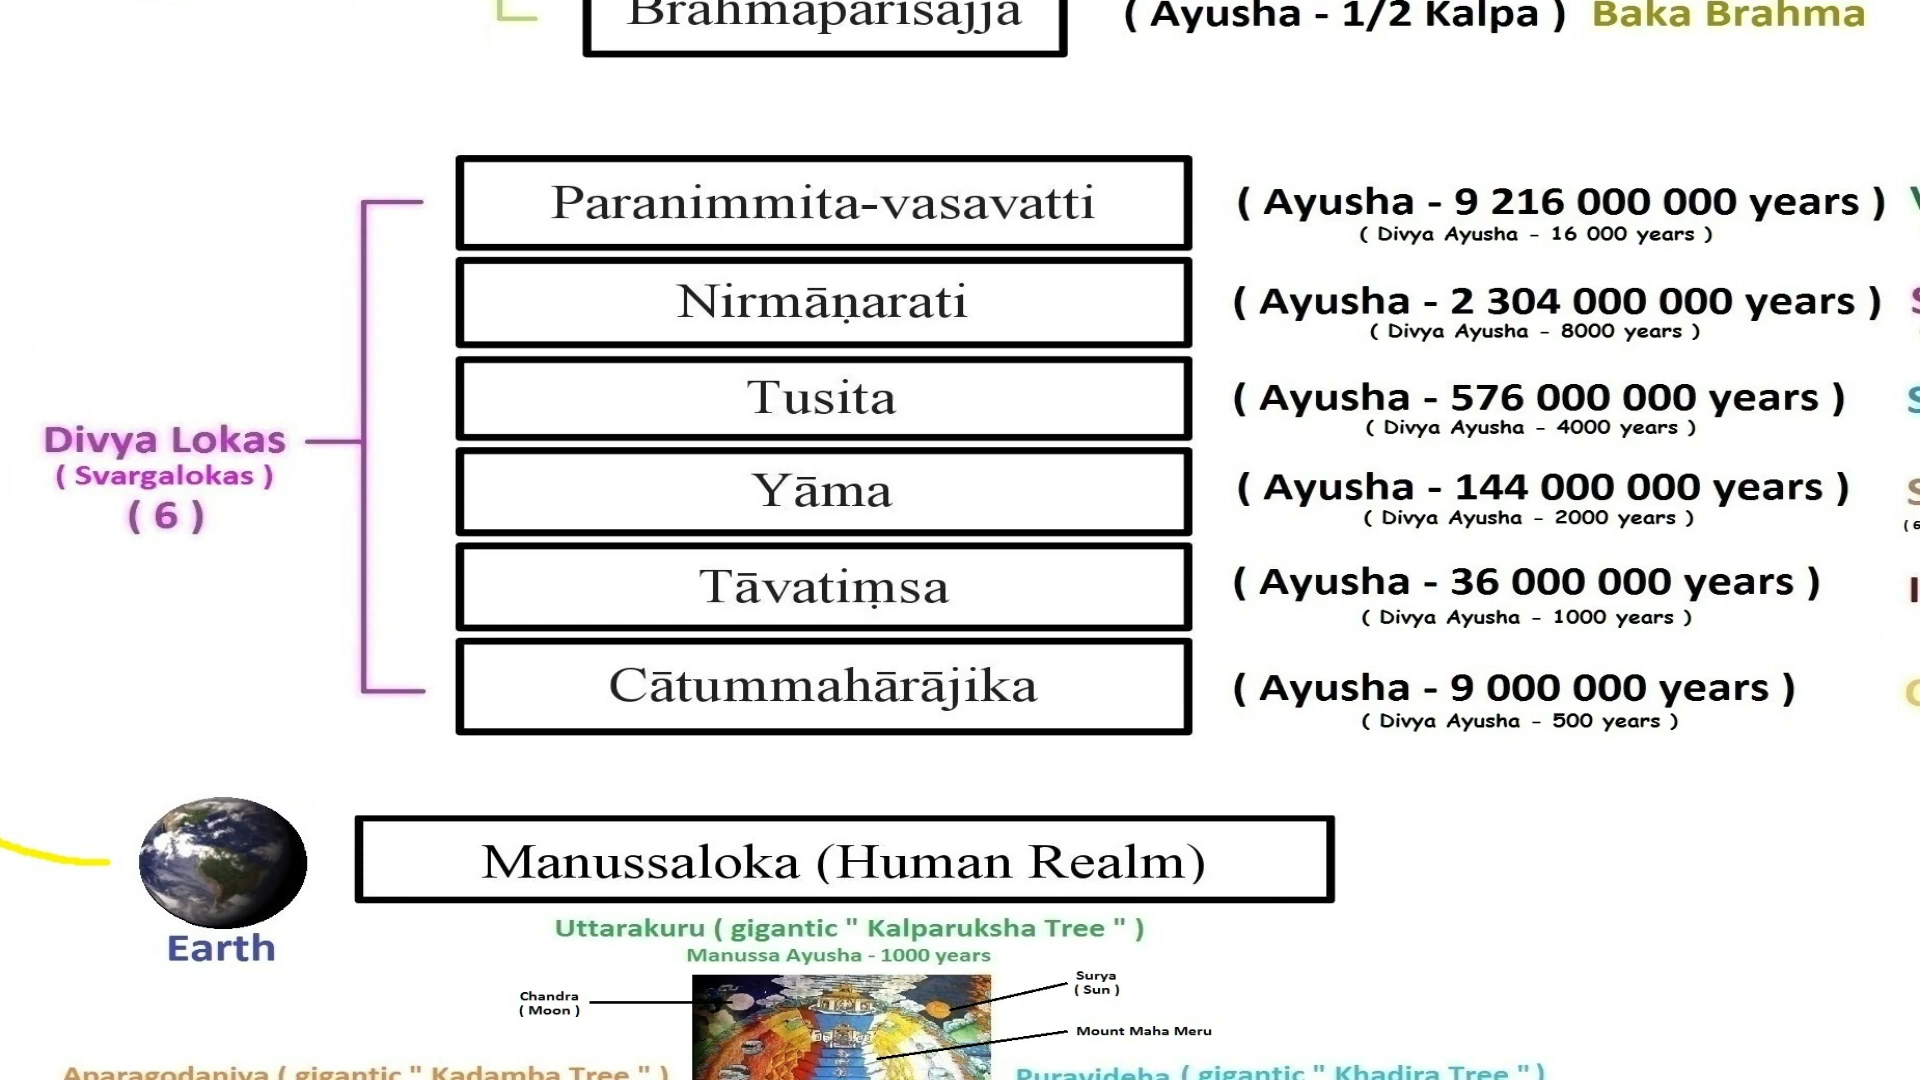 Brahmaparisajja
( Ayusha - 1/2 Kalpa ) Baka Brahma
Paranimmita-vasavatti
( Ayusha - 9 216 000 000 years )
( Divya Ayusha - 16 000 years )
Nirmāṇarati
( Ayusha - 2 304 000 000 years )
( Divya Ayusha - 8000 years )
Tusita
( Ayusha - 576 000 000 years )
( Divya Ayusha - 4000 years )
Divya Lokas
( Svargalokas )
( 6 )
Yāma
( Ayusha - 144 000 000 years )
( Divya Ayusha - 2000 years )
Tāvatiṃsa
( Ayusha - 36 000 000 years )
( Divya Ayusha - 1000 years )
Cātummahārājika
( Ayusha - 9 000 000 years )
( Divya Ayusha - 500 years )
Manussaloka (Human Realm)
Earth
Uttarakuru ( gigantic " Kalparuksha Tree " )
Manussa Ayusha - 1000 years
Chandra
( Moon )
Surya
( Sun )
Mount Maha Meru
Aparagodaniya ( gigantic " Kadamba Tree " )
Purvavideha ( gigantic " Khadira Tree " )